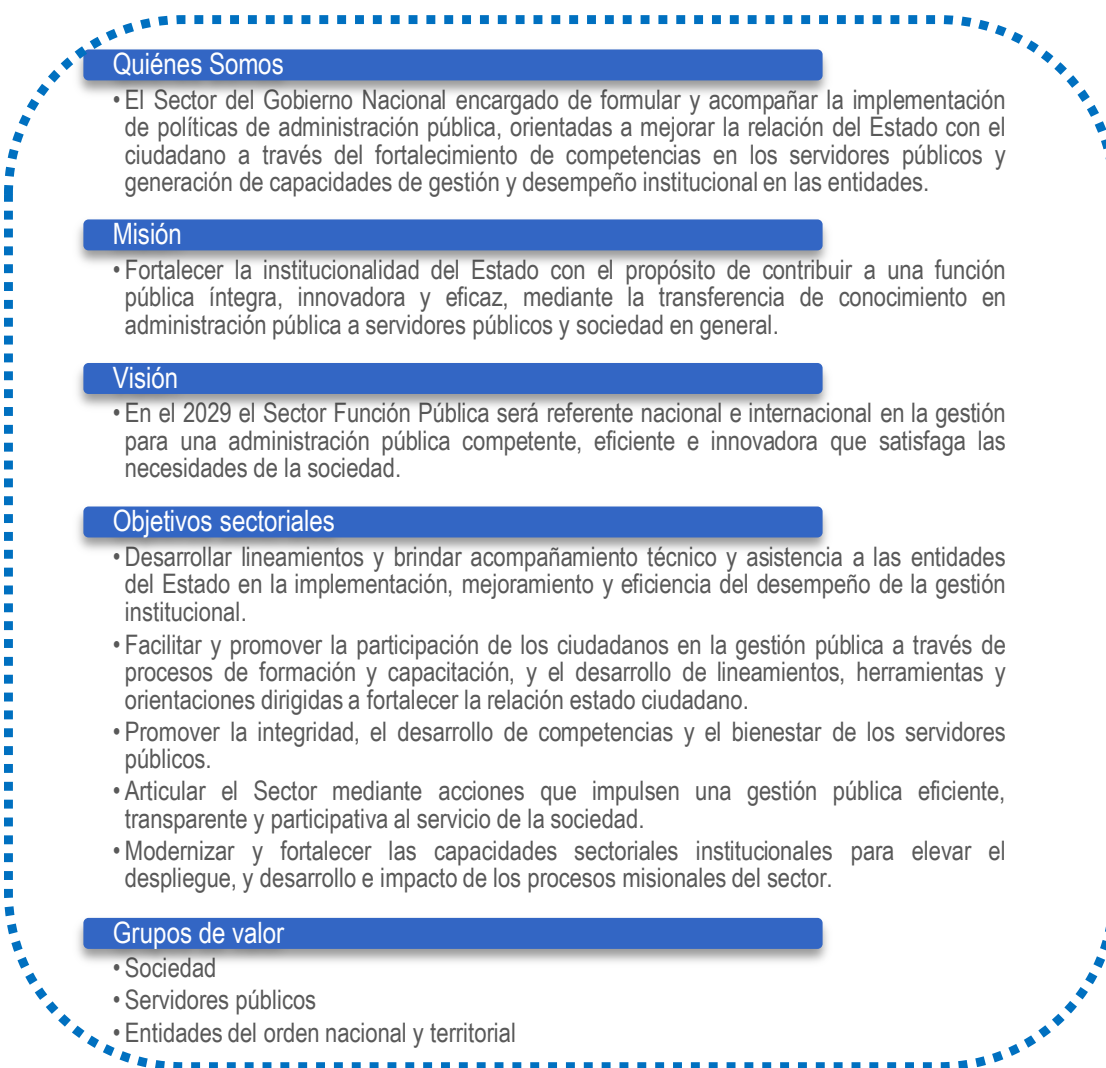 Quiénes Somos
• El Sector del Gobierno Nacional encargado de formular y acompañar la implementación
de políticas de administración pública, orientadas a mejorar la relación del Estado con el
ciudadano a través del fortalecimiento de competencias en los servidores públicos y
generación de capacidades de gestión y desempeño institucional en las entidades.
Misión
• Fortalecer la institucionalidad del Estado con el propósito de contribuir a una función
pública íntegra, innovadora y eficaz, mediante la transferencia de conocimiento en
administración pública a servidores públicos y sociedad en general.
Visión
• En el 2029 el Sector Función Pública será referente nacional e internacional en la gestión
para una administración pública competente, eficiente e innovadora que satisfaga las
necesidades de la sociedad.
Objetivos sectoriales
• Desarrollar lineamientos y brindar acompañamiento técnico y asistencia a las entidades
del Estado en la implementación, mejoramiento y eficiencia del desempeño de la gestión
institucional.
• Facilitar y promover la participación de los ciudadanos en la gestión pública a través de
procesos de formación y capacitación, y el desarrollo de lineamientos, herramientas y
orientaciones dirigidas a fortalecer la relación estado ciudadano.
• Promover la integridad, el desarrollo de competencias y el bienestar de los servidores
públicos.
• Articular el Sector mediante acciones que impulsen una gestión pública eficiente,
transparente y participativa al servicio de la sociedad.
• Modernizar y fortalecer las capacidades sectoriales institucionales para elevar el
despliegue, y desarrollo e impacto de los procesos misionales del sector.
Grupos de valor
• Sociedad
• Servidores públicos
• Entidades del orden nacional y territorial